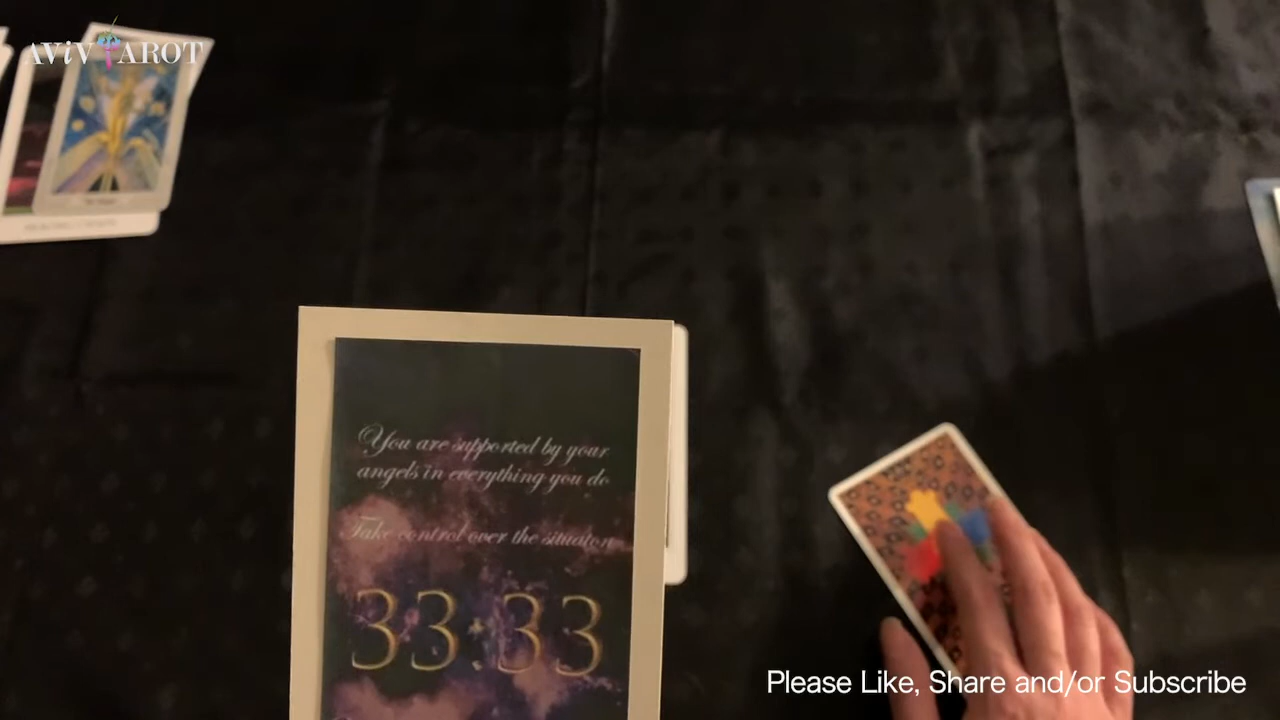 AViV TAROT
You are supported by your
angels in everything you do
Take control over the situaton
33:33
Please Like, Share and/or Subscribe